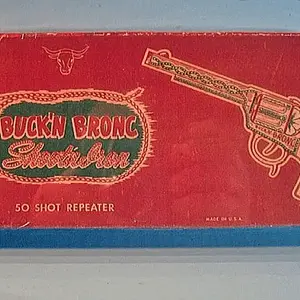 BUCK'N BRONC
Shootin' Iron
50 SHOT REPEATER
MADE IN U.S.A.